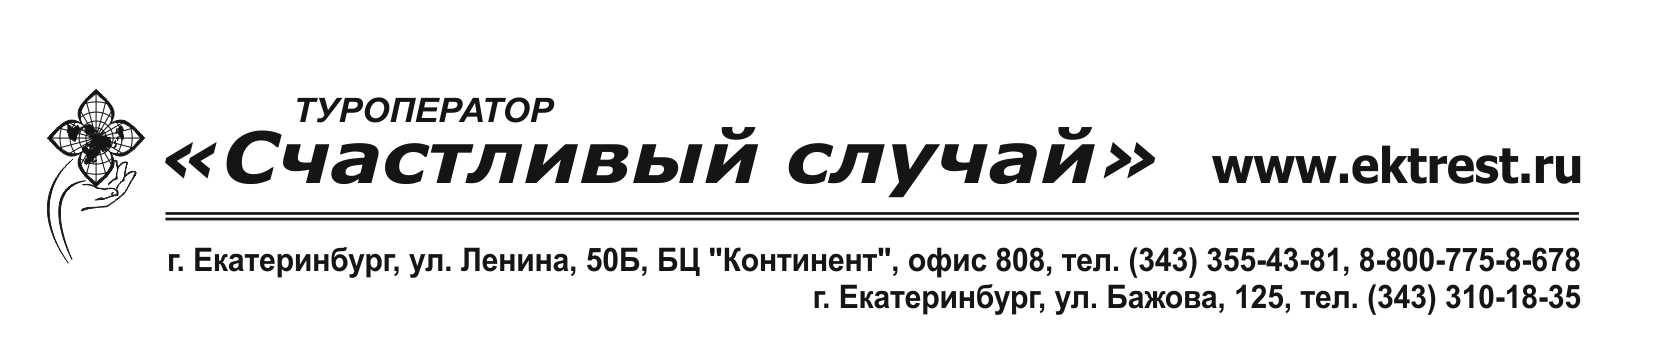 ТУРОПЕРАТОР
«Счастливый случай» www.ektrest.ru
г. Екатеринбург, ул. Ленина, 50Б, БЦ "Континент", офис 808, тел. (343) 355-43-81, 8-800-775-8-678
г. Екатеринбург, ул. Бажова, 125, тел. (343) 310-18-35